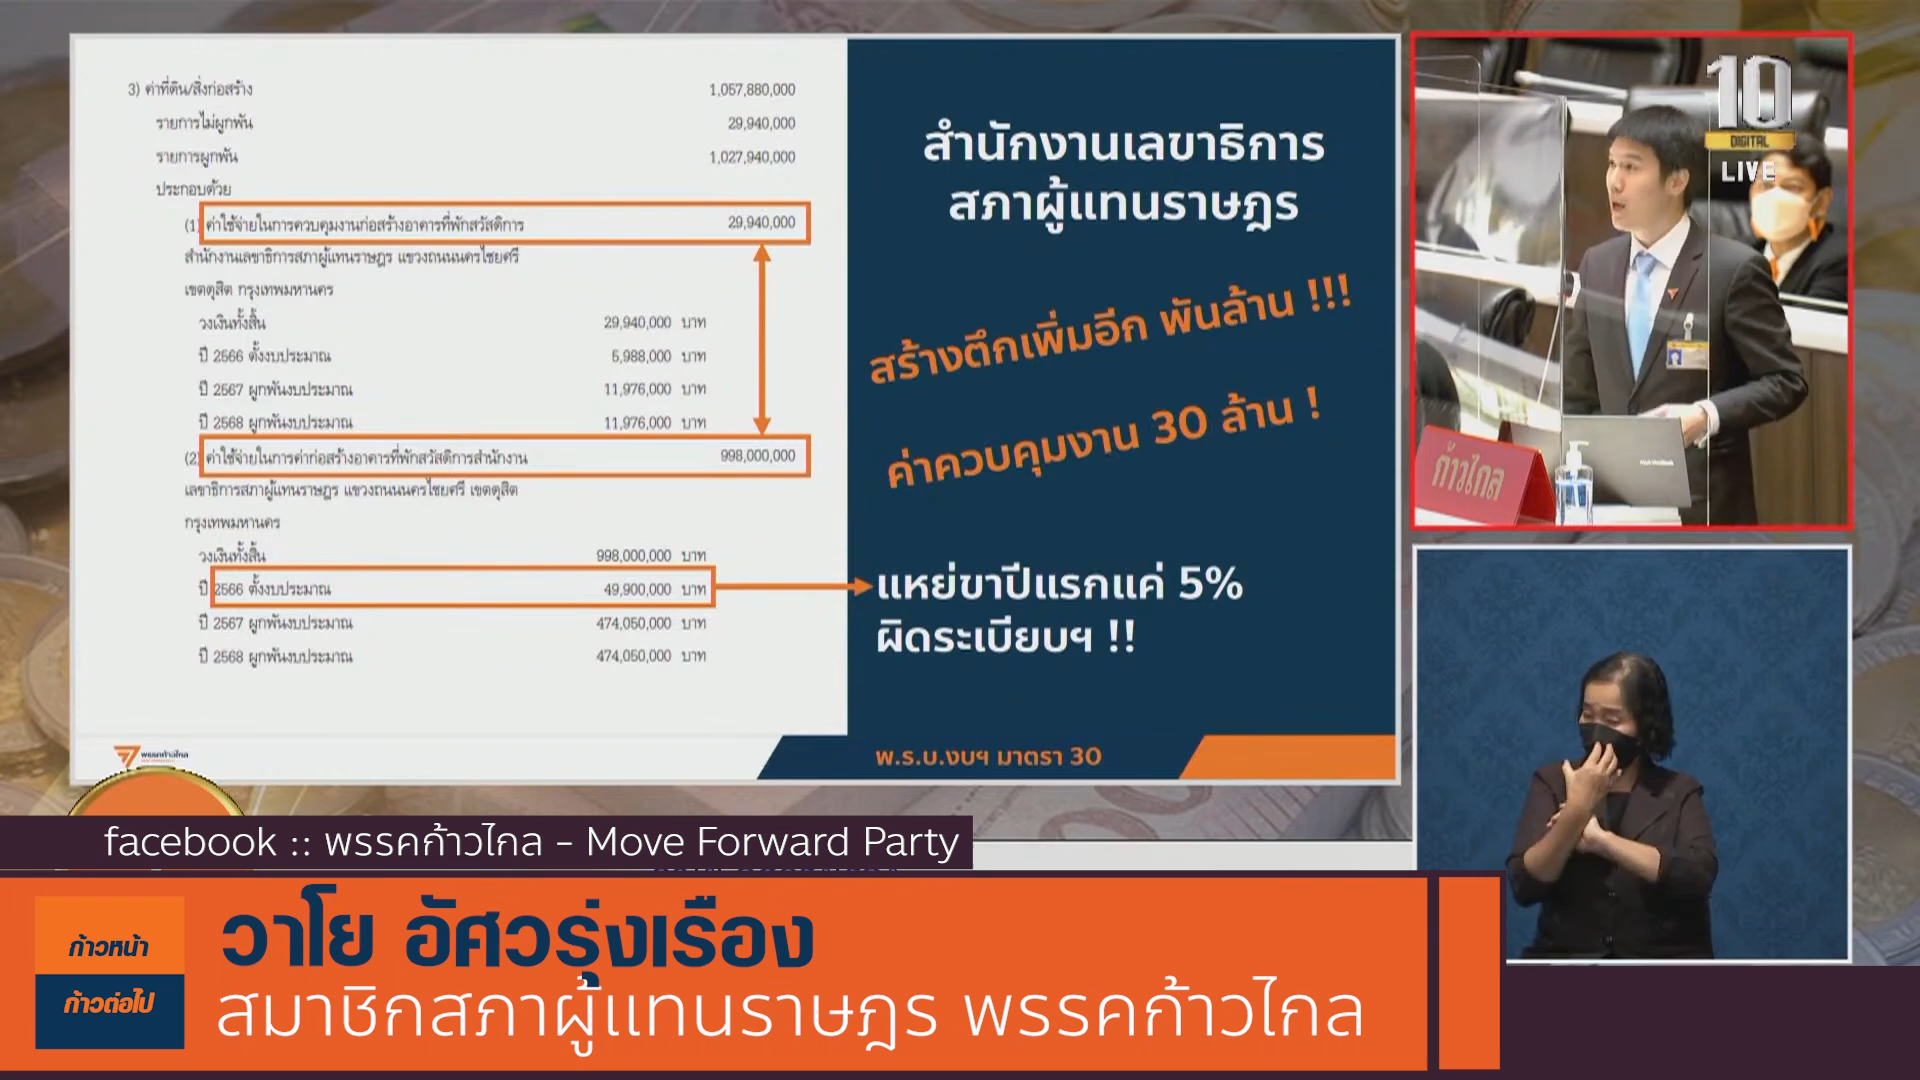 3) ค่าที่ดิน/สิ่งก่อสร้าง 1,057,880,000
รายการไม่ผูกพัน 29,940,000
รายการผูกพัน 1,027,940,000
ประกอบด้วย
(1) ค่าใช้จ่ายในการควบคุมงานก่อสร้างอาคารที่พักสวัสดิการ 29,940,000
สำนักงานเลขาธิการสภาผู้แทนราษฎร แขวงถนนนครไชยศรี
เขตดุสิต กรุงเทพมหานคร
วงเงินทั้งสิ้น 29,940,000 บาท
ปี 2566 ตั้งงบประมาณ 5,988,000 บาท
ปี 2567 ผูกพันงบประมาณ 11,976,000 บาท
ปี 2568 ผูกพันงบประมาณ 11,976,000 บาท
(2) ค่าใช้จ่ายในการค่าก่อสร้างอาคารที่พักสวัสดิการสำนักงาน 998,000,000
เลขาธิการสภาผู้แทนราษฎร แขวงถนนนครไชยศรี เขตดุสิต
กรุงเทพมหานคร
วงเงินทั้งสิ้น 998,000,000 บาท
ปี 2566 ตั้งงบประมาณ 49,900,000 บาท
ปี 2567 ผูกพันงบประมาณ 474,050,000 บาท
ปี 2568 ผูกพันงบประมาณ 474,050,000 บาท
พรรคก้าวไกล
สำนักงานเลขาธิการ
สภาผู้แทนราษฎร
สร้างตึกเพิ่มอีก พันล้าน !!!
ค่าควบคุมงาน 30 ล้าน !
แหย่ขาปีแรกแค่ 5%
ผิดระเบียบฯ !!
พ.ร.บ.งบฯ มาตรา 30
10
DIGITAL
LIVE
ก้าวไกล
facebook :: พรรคก้าวไกล - Move Forward Party
ก้าวหน้า
ก้าวต่อไป
วาโย อัศวรุ่งเรือง
สมาชิกสภาผู้แทนราษฎร พรรคก้าวไกล